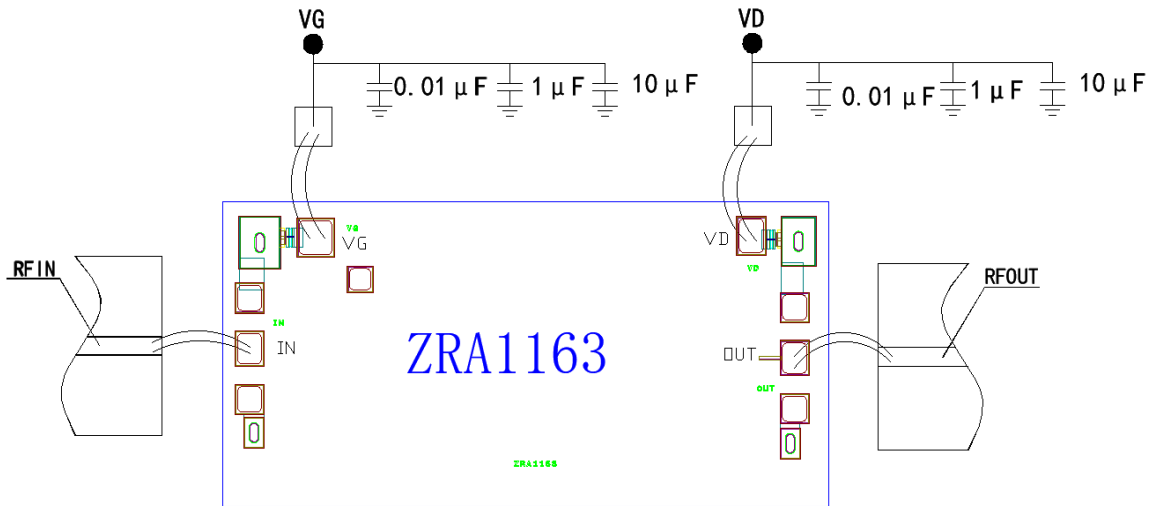 VG
VD
0.01μF
1μF
10μF
0.01μF
1μF
10μF
VG
VG
VD
VD
RFIN
RFOUT
IN
IN
ZRA1163
OUT
OUT
ZRA1163